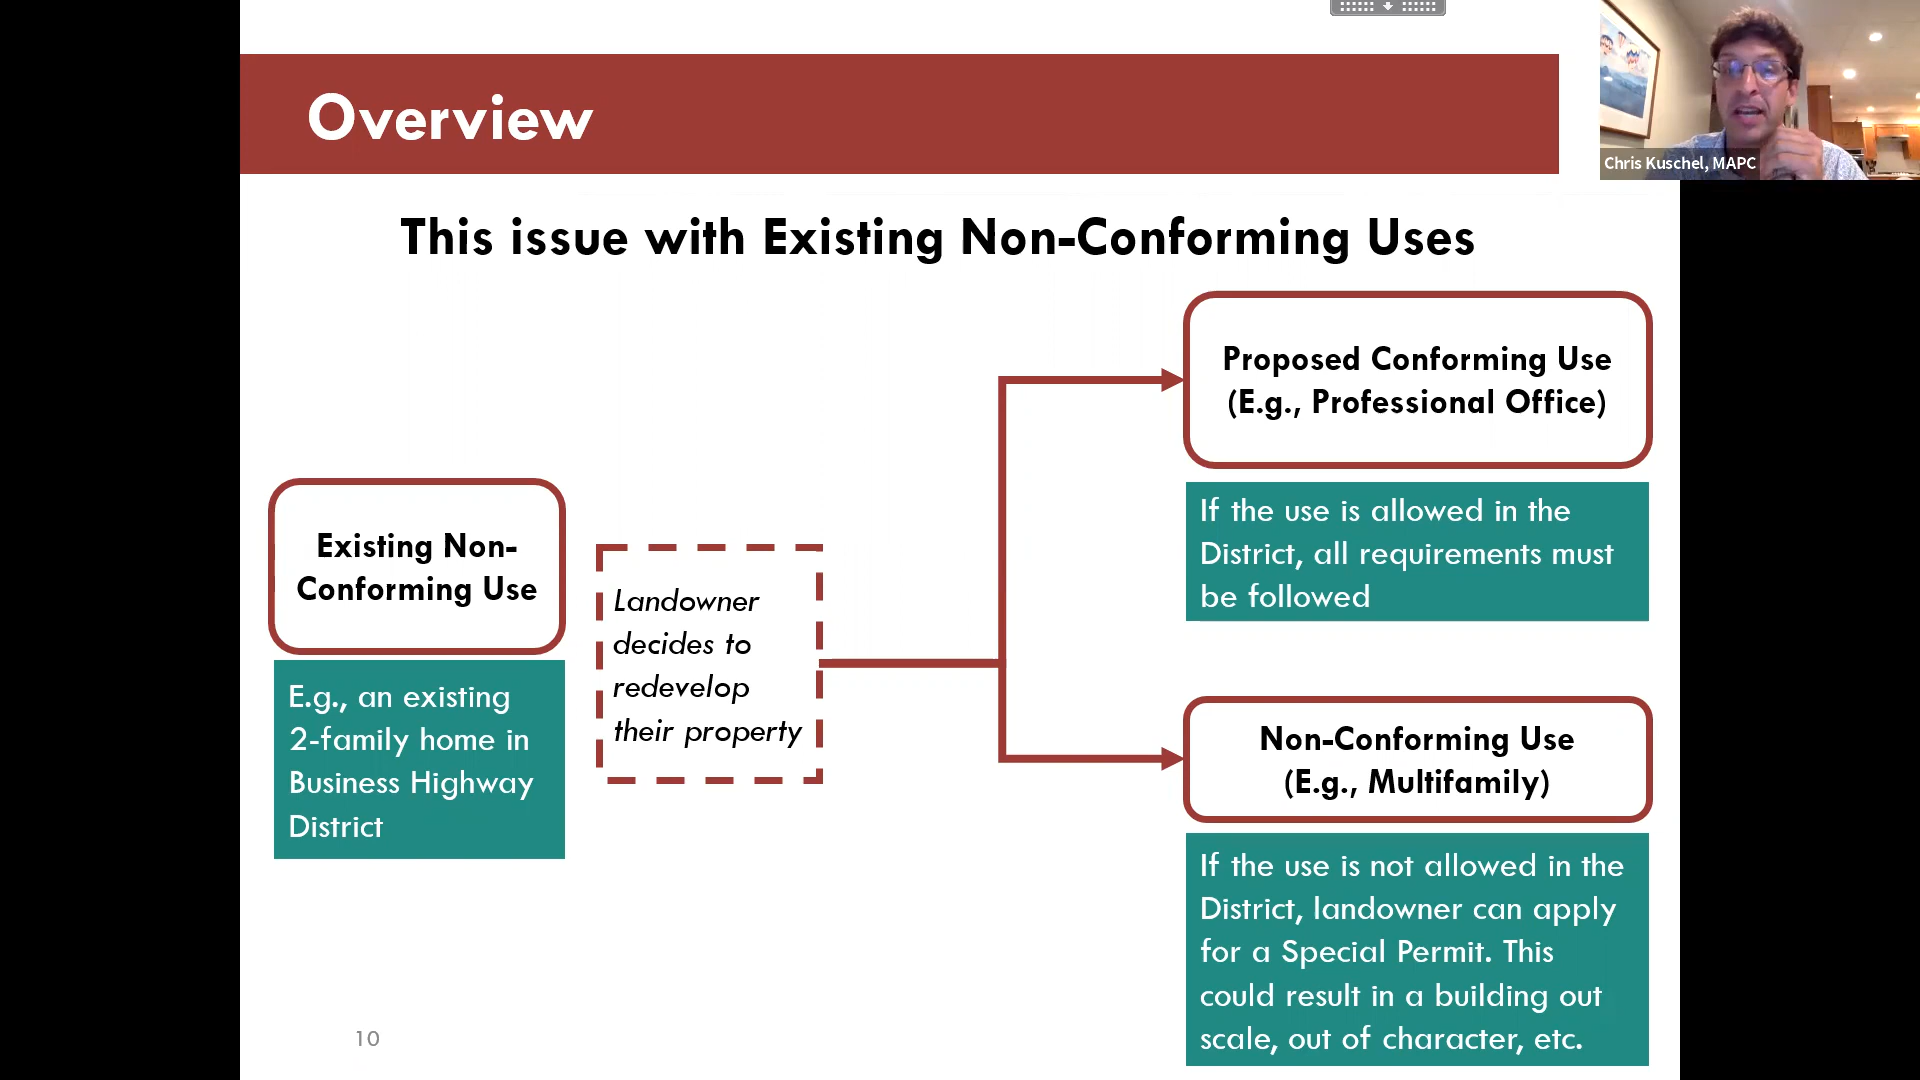 Overview
Chris Kuschel, MAPC
This issue with Existing Non-Conforming Uses
Existing Non-
Conforming Use
E.g., an existing
2-family home in
Business Highway
District
Landowner
decides to
redevelop
their property
Proposed Conforming Use
(E.g., Professional Office)
If the use is allowed in the
District, all requirements must
be followed
Non-Conforming Use
(E.g., Multifamily)
If the use is not allowed in the
District, landowner can apply
for a Special Permit. This
could result in a building out
scale, out of character, etc.
10